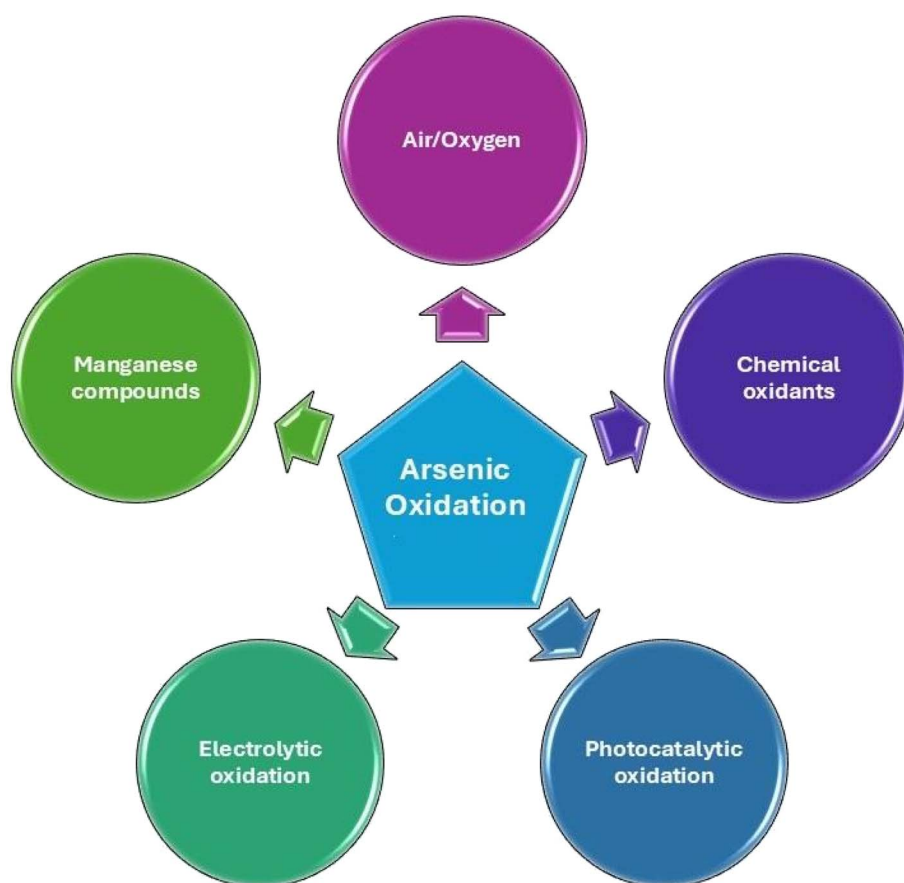 Air/Oxygen
Manganese
compounds
Chemical
oxidants
Arsenic
Oxidation
Electrolytic
oxidation
Photocatalytic
oxidation